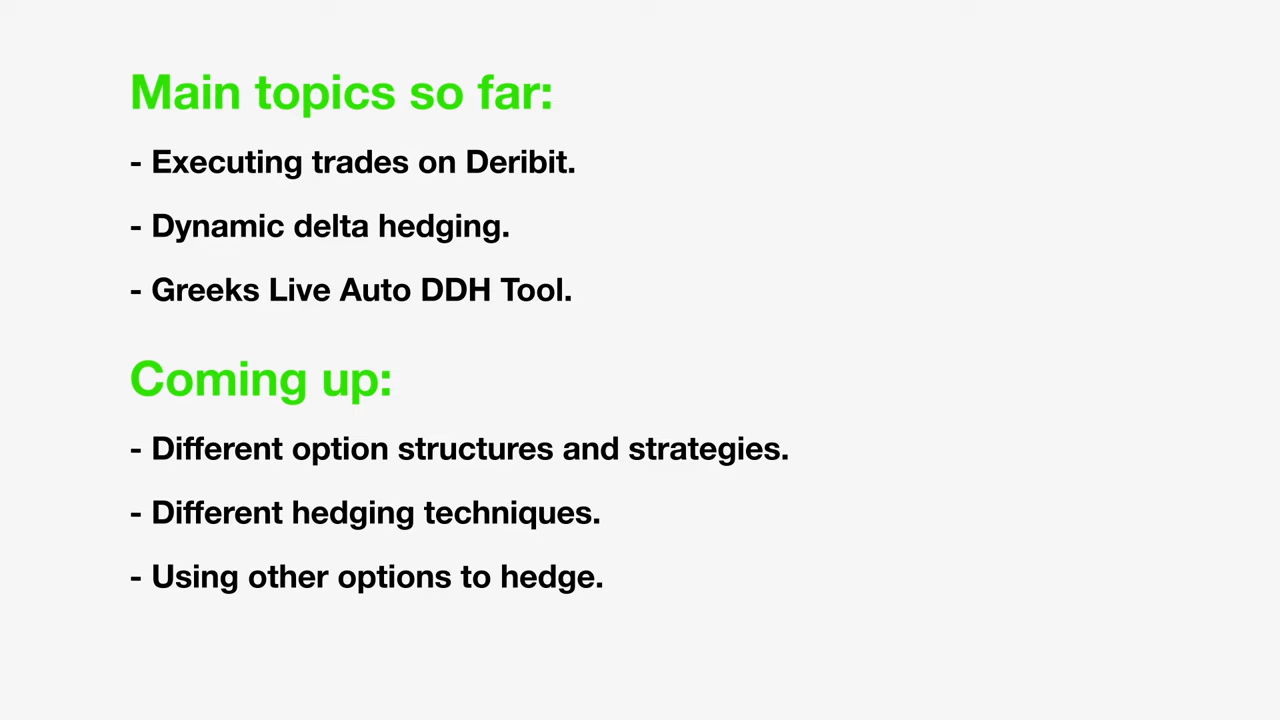 Main topics so far:
- Executing trades on Deribit.
- Dynamic delta hedging.
- Greeks Live Auto DDH Tool.
Coming up:
- Different option structures and strategies.
- Different hedging techniques.
- Using other options to hedge.